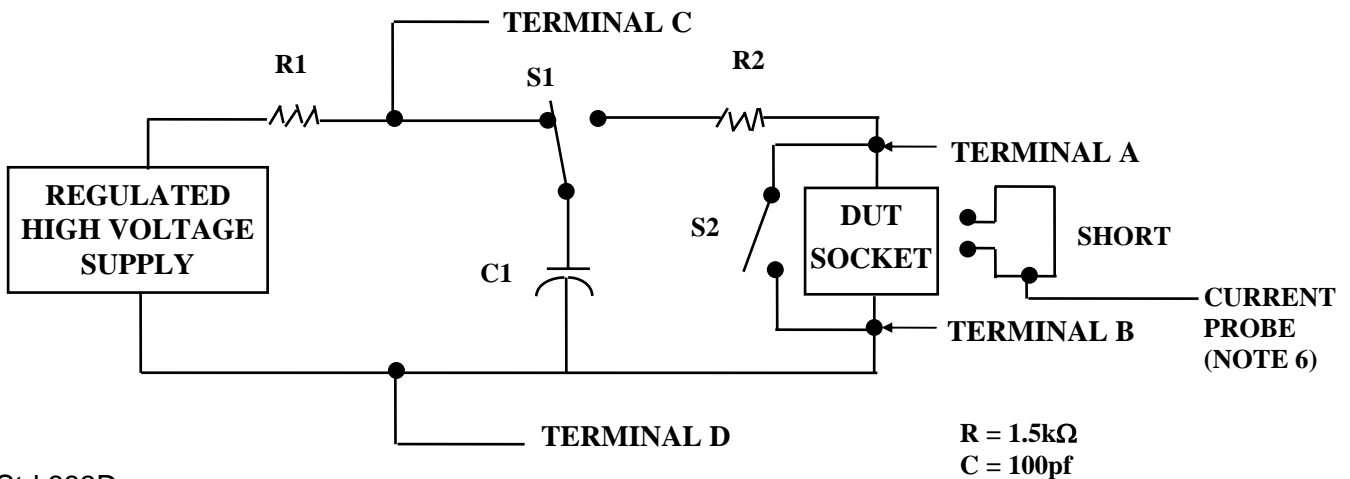 TERMINAL C
R1
S1
R2
TERMINAL A
REGULATED
HIGH VOLTAGE
SUPPLY
C1
S2
DUT
SOCKET
SHORT
CURRENT
PROBE
(NOTE 6)
TERMINAL B
TERMINAL D
R = 1.5kΩ
C = 100pf